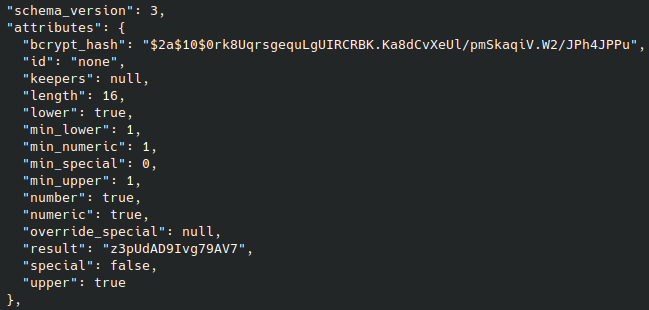 "schema_version": 3,
"attributes": {
"bcrypt_hash": "$2a$10$0rk8UqrsgequLgUIRCRBK.Ka8dCvXeUl/pmSkaqiV.W2/JPh4JPPu",
"id": "none",
"keepers": null,
"length": 16,
"lower": true,
"min_lower": 1,
"min_numeric": 1,
"min_special": 0,
"min_upper": 1,
"number": true,
"numeric": true,
"override_special": null,
"result": "z3pUdAD9Ivg79AV7",
"special": false,
"upper": true
},